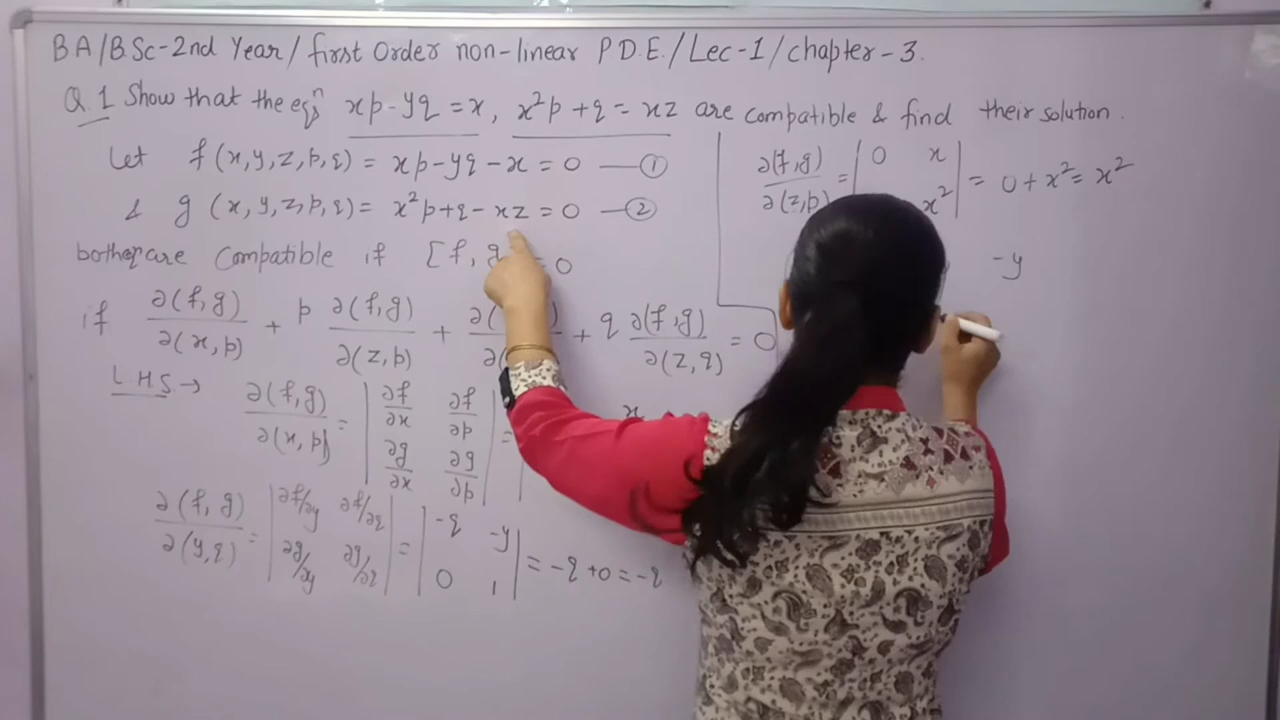 BA/BSc-2nd Year/first Order non-linear P.D.E./Lec-1/chapter-3.
Q.1 Show that the eqⁿs xp-yq=x, x²p+q=xz are compatible & find their solution.
Let f(x,y,z,p,q) = xp-yq-x=0 —①
& g(x,y,z,p,q) = x²p+q-xz=0 —②
both are compatible if [f, g =0
if ∂(f,g)/∂(x,p) + p ∂(f,g)/∂(z,p) + ∂( )/∂( + q ∂(f,g)/∂(z,q) = 0
LHS → ∂(f,g)/∂(x,p) = | ∂f/∂x ∂f/∂p ; ∂g/∂x ∂g/∂p | = | x
∂(f,g)/∂(y,q) = | ∂f/∂y ∂f/∂q ; ∂g/∂y ∂g/∂q | = | -q -y ; 0 1 | = -q+0=-q
∂(f,g)/∂(z,p) = | 0 x ; x² | = 0+x²=x²
-y